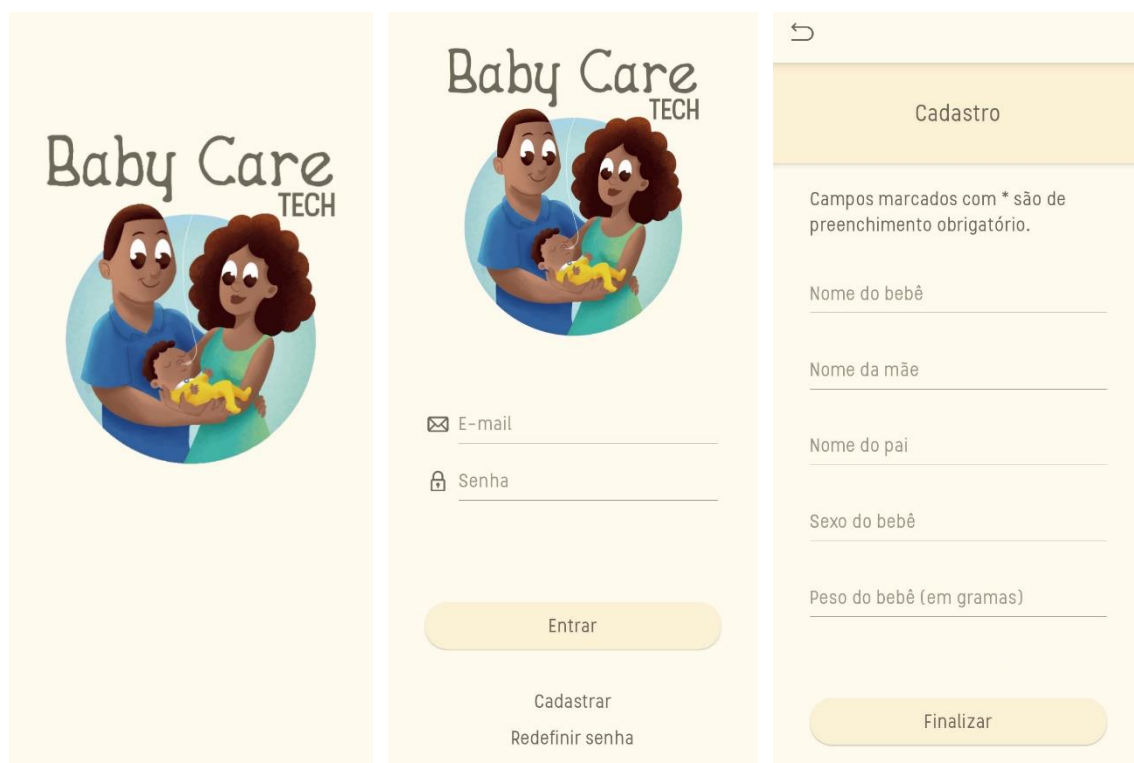 Baby Care
TECH
Baby Care
TECH
E-mail
Senha
Entrar
Cadastrar
Redefinir senha
Cadastro
Campos marcados com * são de
preenchimento obrigatório.
Nome do bebê
Nome da mãe
Nome do pai
Sexo do bebê
Peso do bebê (em gramas)
Finalizar